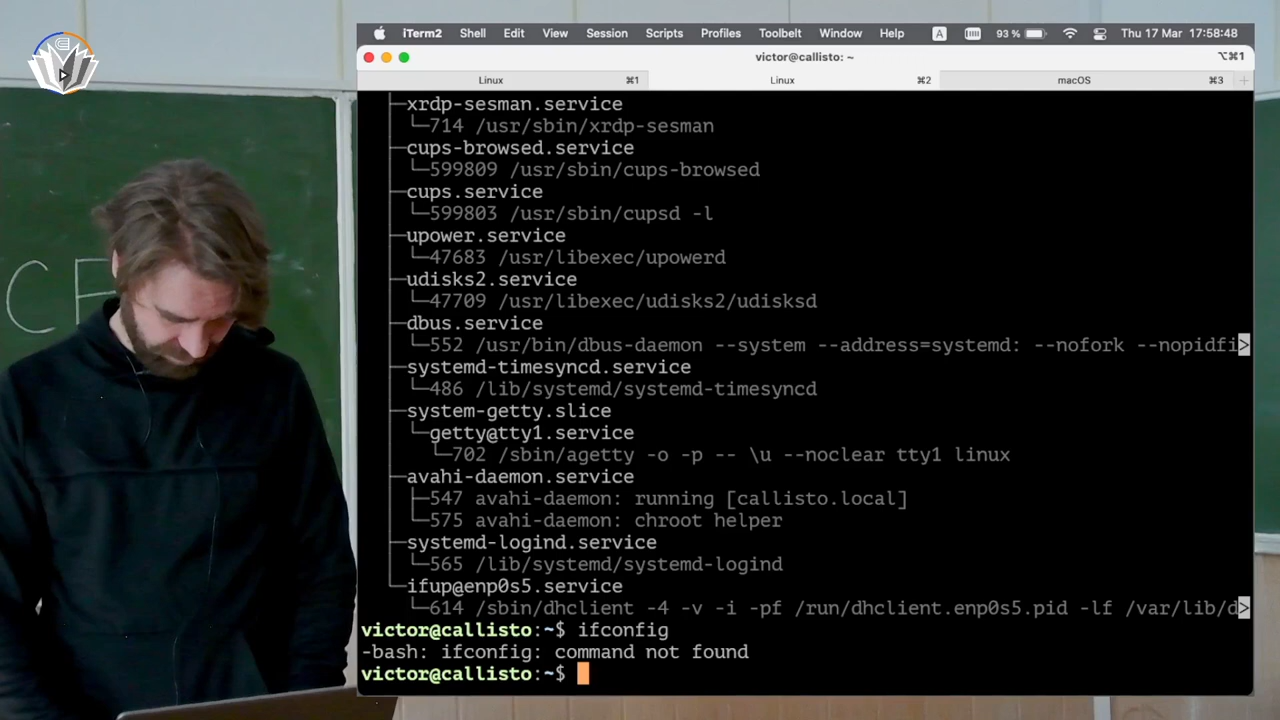 iTerm2 Shell Edit View Session Scripts Profiles Toolbelt Window Help A 93 % Thu 17 Mar 17:58:48
victor@callisto: ~ ⌥⌘1
Linux ⌘1 Linux ⌘2 macOS ⌘3 +
├─xrdp-sesman.service
│ └─714 /usr/sbin/xrdp-sesman
├─cups-browsed.service
│ └─599809 /usr/sbin/cups-browsed
├─cups.service
│ └─599803 /usr/sbin/cupsd -l
├─upower.service
│ └─47683 /usr/libexec/upowerd
├─udisks2.service
│ └─47709 /usr/libexec/udisks2/udisksd
├─dbus.service
│ └─552 /usr/bin/dbus-daemon --system --address=systemd: --nofork --nopidfi>
├─systemd-timesyncd.service
│ └─486 /lib/systemd/systemd-timesyncd
├─system-getty.slice
│ └─getty@tty1.service
│   └─702 /sbin/agetty -o -p -- \u --noclear tty1 linux
├─avahi-daemon.service
│ ├─547 avahi-daemon: running [callisto.local]
│ └─575 avahi-daemon: chroot helper
├─systemd-logind.service
│ └─565 /lib/systemd/systemd-logind
└─ifup@enp0s5.service
  └─614 /sbin/dhclient -4 -v -i -pf /run/dhclient.enp0s5.pid -lf /var/lib/d>
victor@callisto:~$ ifconfig
-bash: ifconfig: command not found
victor@callisto:~$